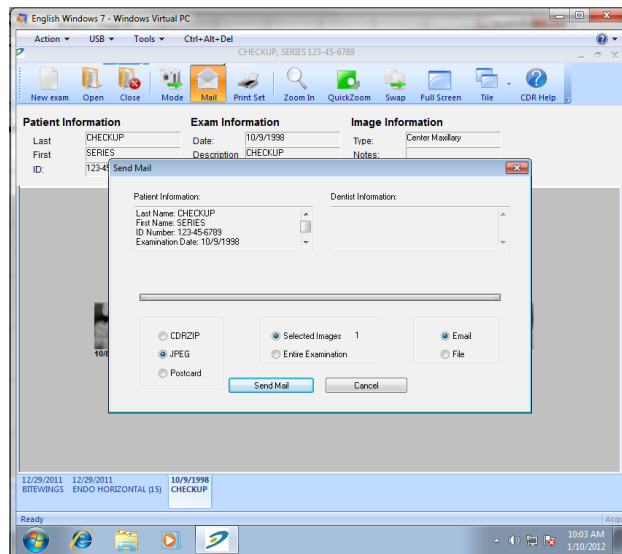 English Windows 7 - Windows Virtual PC
Action USB Tools Ctrl+Alt+Del
CHECKUP, SERIES 123-45-6789
New exam Open Close Mode Mail Print Set Zoom In QuickZoom Swap Full Screen Tile CDR Help
Patient Information Exam Information Image Information
Last CHECKUP Date: 10/9/1998 Type: Center Maxillary
First SERIES Description CHECKUP Notes:
ID: 123-45
Send Mail
Patient Information: Dentist Information:
Last Name: CHECKUP
First Name: SERIES
ID Number: 123-45-6789
Examination Date: 10/9/1998
CDRZIP Selected Images 1 Email
JPEG Entire Examination File
Postcard
Send Mail Cancel
12/29/2011 12/29/2011 10/9/1998
BITEWINGS ENDO HORIZONTAL (15) CHECKUP
Ready
10:03 AM
1/10/2012